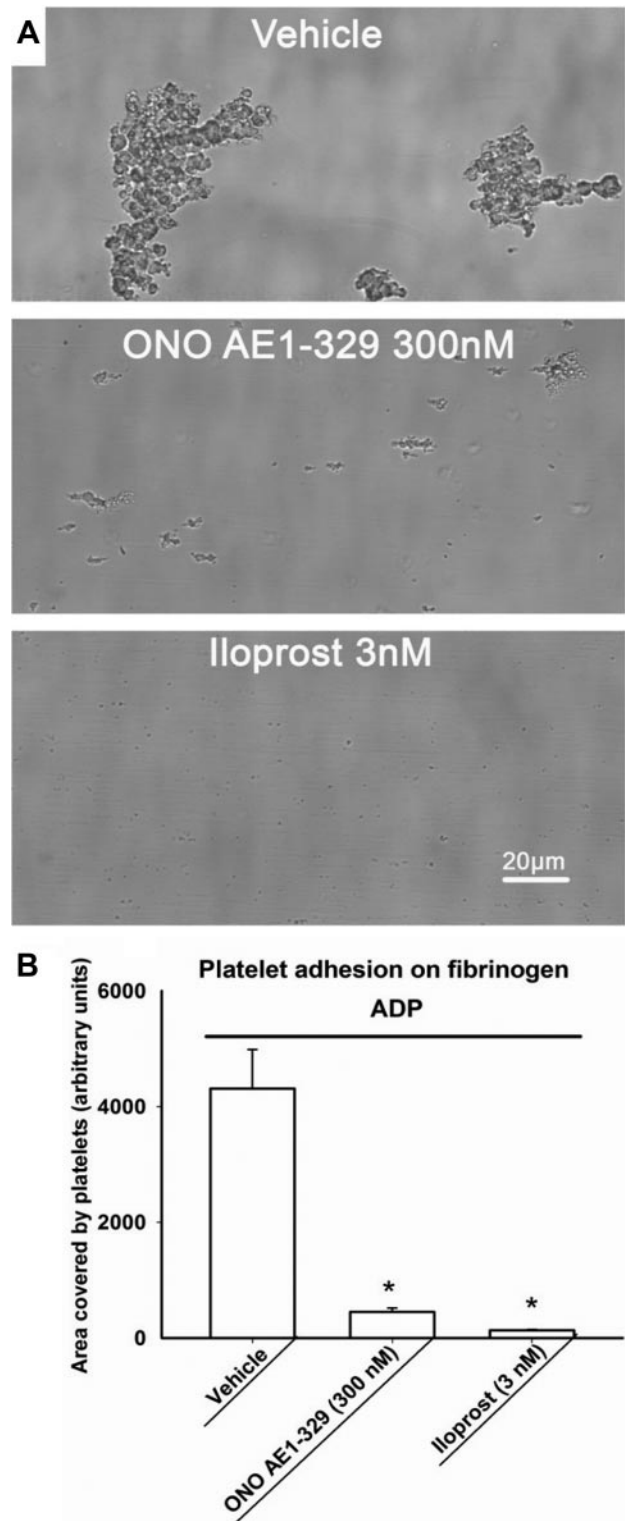 A
Vehicle
ONO AE1-329 300nM
Iloprost 3nM
20µm
B
Platelet adhesion on fibrinogen
ADP
Area covered by platelets (arbitrary units)
6000
4000
2000
0
Vehicle
ONO AE1-329 (300 nM)
Iloprost (3 nM)
*
*